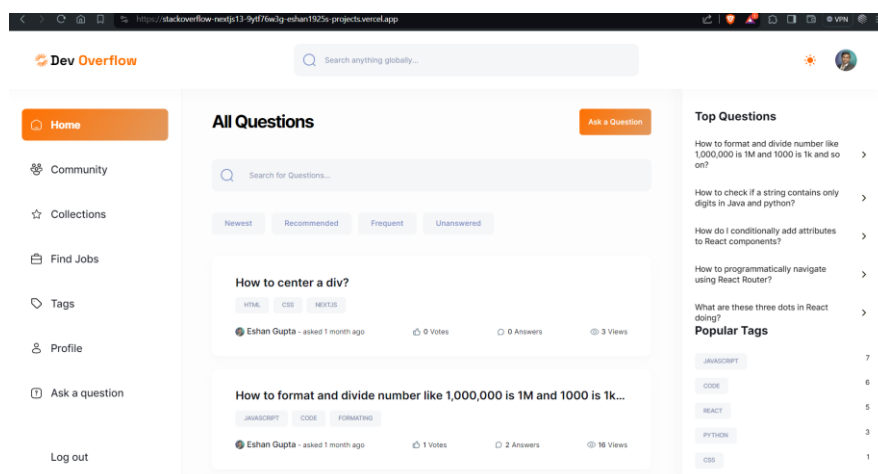 https://stackoverflow-nextjs13-9ytf76w3g-eshan1925s-projects.vercel.app
VPN
Dev Overflow
Search anything globally...
Home
Community
Collections
Find Jobs
Tags
Profile
Ask a question
Log out
All Questions
Ask a Question
Search for Questions...
Newest Recommended Frequent Unanswered
How to center a div?
HTML CSS NEXTJS
Eshan Gupta - asked 1 month ago 0 Votes 0 Answers 3 Views
How to format and divide number like 1,000,000 is 1M and 1000 is 1k...
JAVASCRIPT CODE FORMATING
Eshan Gupta - asked 1 month ago 1 Votes 2 Answers 16 Views
Top Questions
How to format and divide number like
1,000,000 is 1M and 1000 is 1k and so
on?
How to check if a string contains only
digits in Java and python?
How do I conditionally add attributes
to React components?
How to programmatically navigate
using React Router?
What are these three dots in React
doing?
Popular Tags
JAVASCRIPT 7
CODE 6
REACT 5
PYTHON 3
CSS 1